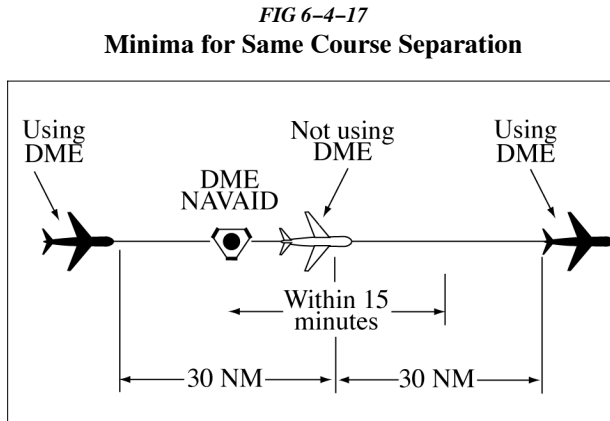 FIG 6–4–17
Minima for Same Course Separation
Using
DME
Not using
DME
Using
DME
DME
NAVAID
Within 15
minutes
30 NM
30 NM